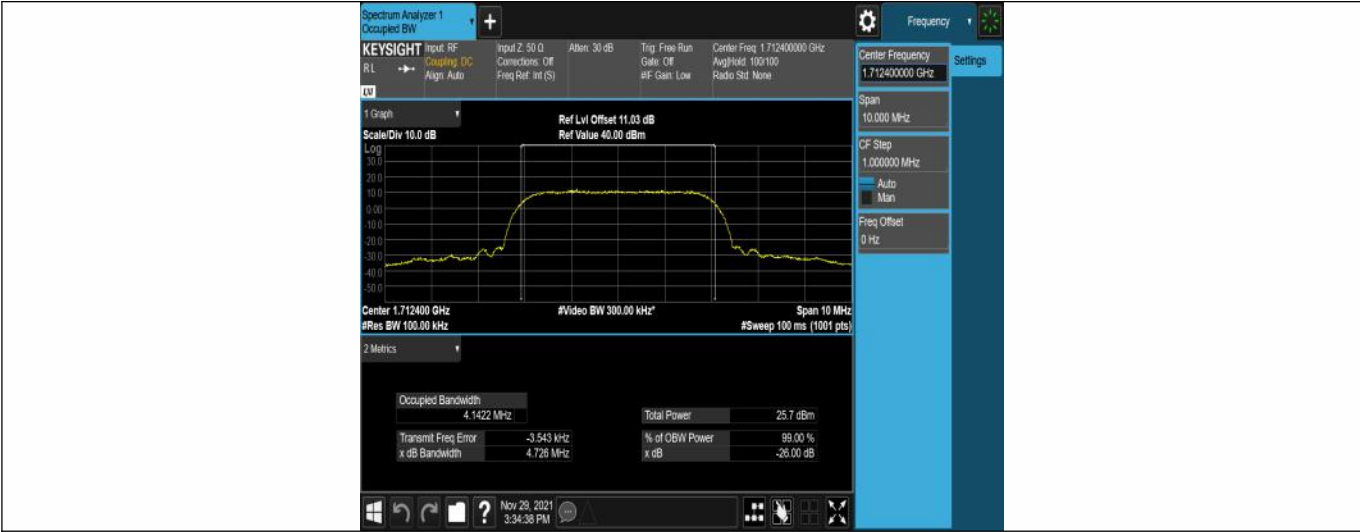 Spectrum Analyzer 1
Occupied BW
+
Frequency
KEYSIGHT
Input: RF
Coupling: DC
Align: Auto
Input Z: 50 Ω
Corrections: Off
Freq Ref: Int (S)
Atten: 30 dB
Trig: Free Run
Gate: Off
#IF Gain: Low
Center Freq: 1.712400000 GHz
Avg|Hold: 100/100
Radio Std: None
RL
Center Frequency
1.712400000 GHz
Settings
Span
10.000 MHz
CF Step
1.000000 MHz
Auto
Man
Freq Offset
0 Hz
1 Graph
Scale/Div 10.0 dB
Ref Lvl Offset 11.03 dB
Ref Value 40.00 dBm
Log
30.0
20.0
10.0
0.00
-10.0
-20.0
-30.0
-40.0
-50.0
Center 1.712400 GHz
#Video BW 300.00 kHz*
Span 10 MHz
#Res BW 100.00 kHz
#Sweep 100 ms (1001 pts)
2 Metrics
Occupied Bandwidth
4.1422 MHz
Total Power 25.7 dBm
Transmit Freq Error -3.543 kHz
% of OBW Power 99.00 %
x dB Bandwidth 4.726 MHz
x dB -26.00 dB
?
Nov 29, 2021
3:34:38 PM